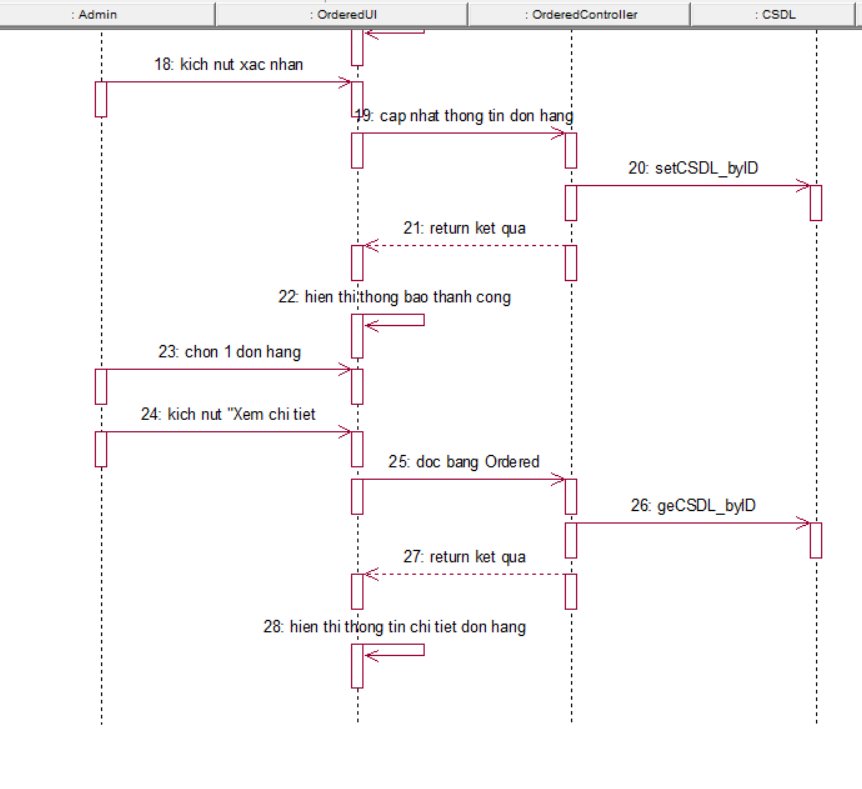 : Admin
: OrderedUI
: OrderedController
: CSDL
18: kich nut xac nhan
19: cap nhat thong tin don hang
20: setCSDL_byID
21: return ket qua
22: hien thi thong bao thanh cong
23: chon 1 don hang
24: kich nut "Xem chi tiet
25: doc bang Ordered
26: geCSDL_byID
27: return ket qua
28: hien thi thong tin chi tiet don hang